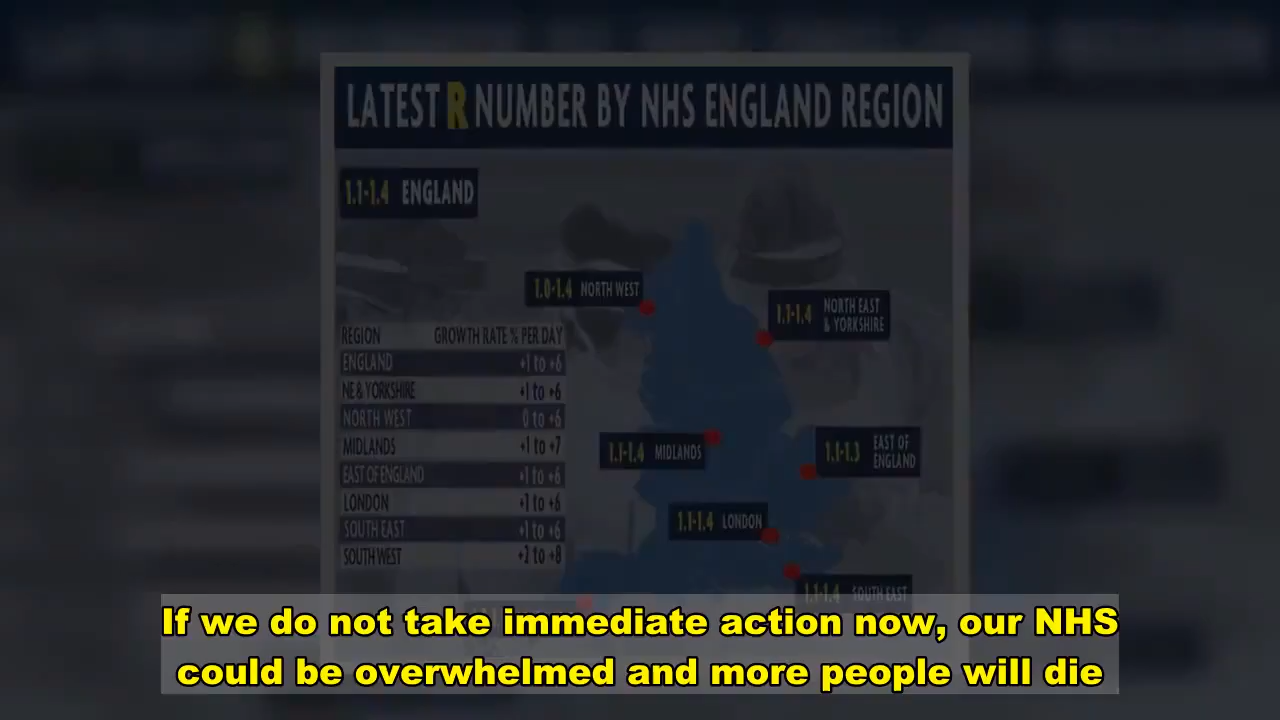 LATEST R NUMBER BY NHS ENGLAND REGION
1.1-1.4 ENGLAND
1.0-1.4 NORTH WEST
1.1-1.4 NORTH EAST
& YORKSHIRE
REGION GROWTH RATE % PER DAY
ENGLAND +1 to +6
NE & YORKSHIRE +1 to +6
NORTH WEST 0 to +6
MIDLANDS +1 to +7
EAST OF ENGLAND +1 to +6
LONDON +3 to +6
SOUTH EAST +1 to +6
SOUTH WEST +3 to +8
1.1-1.4 MIDLANDS
1.1-1.3 EAST OF
ENGLAND
1.1-1.4 LONDON
1.1-1.4 SOUTH EAST
If we do not take immediate action now, our NHS
could be overwhelmed and more people will die